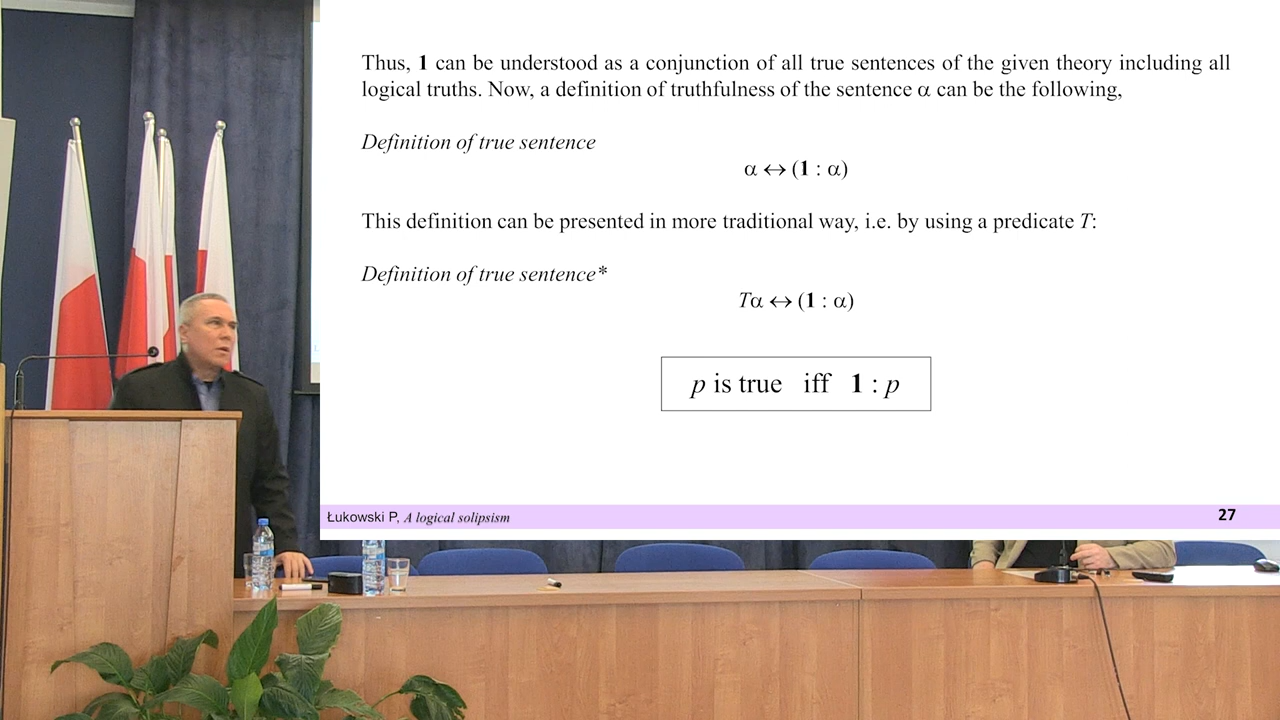 Thus, 1 can be understood as a conjunction of all true sentences of the given theory including all
logical truths. Now, a definition of truthfulness of the sentence α can be the following,
Definition of true sentence
α ↔ (1 : α)
This definition can be presented in more traditional way, i.e. by using a predicate T:
Definition of true sentence*
Tα ↔ (1 : α)
p is true iff 1 : p
Łukowski P, A logical solipsism
27